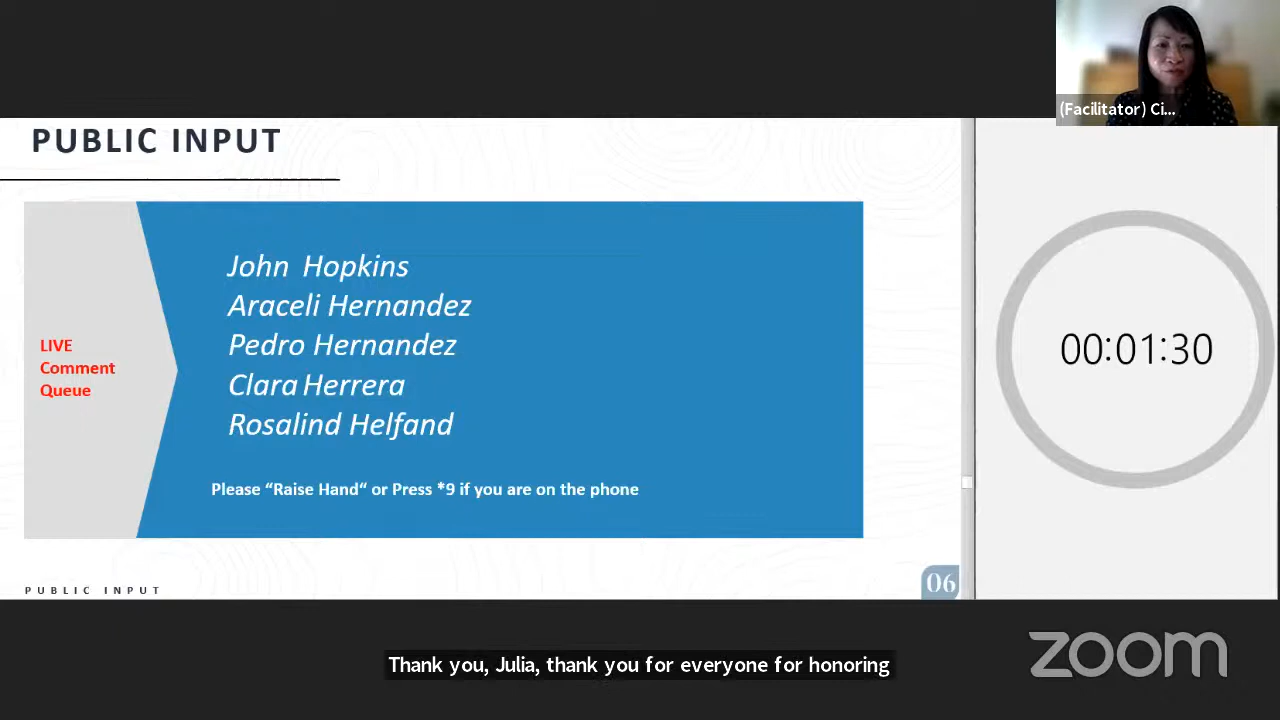 (Facilitator) Ci...
PUBLIC INPUT
John Hopkins
Araceli Hernandez
Pedro Hernandez
Clara Herrera
Rosalind Helfand
LIVE
Comment
Queue
Please “Raise Hand“ or Press *9 if you are on the phone
00:01:30
PUBLIC INPUT
06
Thank you, Julia, thank you for everyone for honoring
zoom